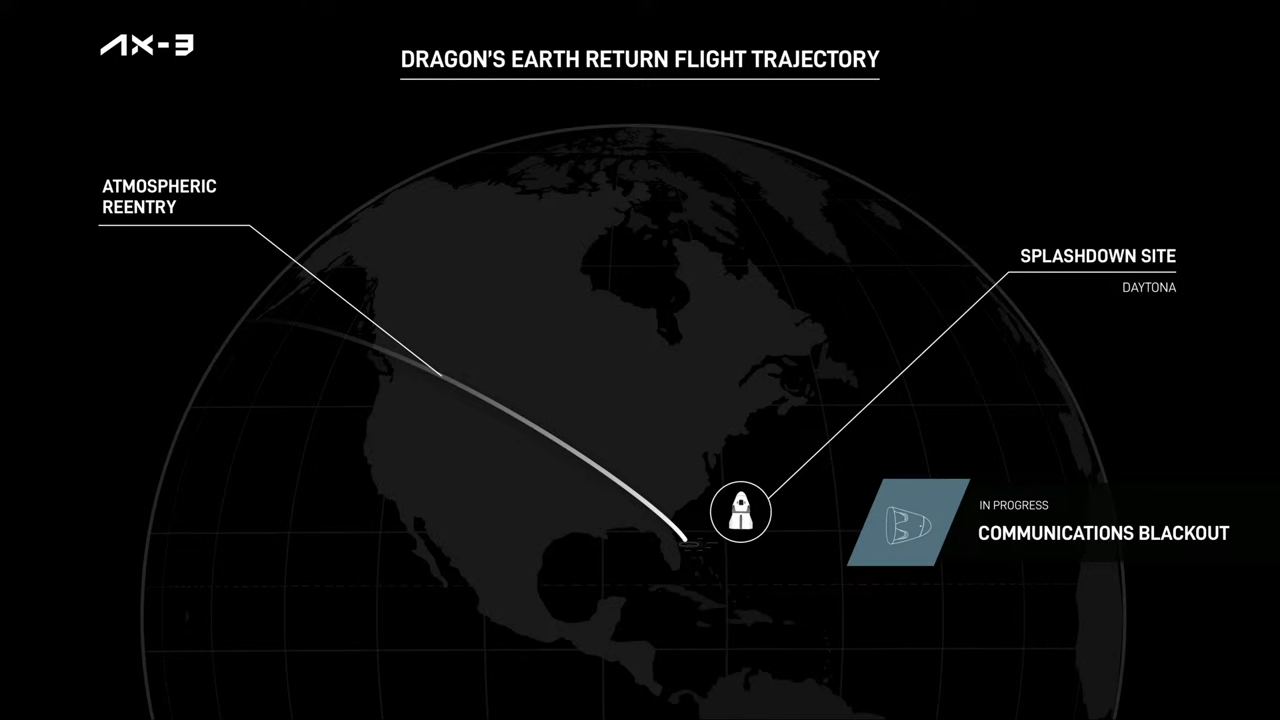 AX-3
DRAGON'S EARTH RETURN FLIGHT TRAJECTORY
ATMOSPHERIC
REENTRY
SPLASHDOWN SITE
DAYTONA
IN PROGRESS
COMMUNICATIONS BLACKOUT